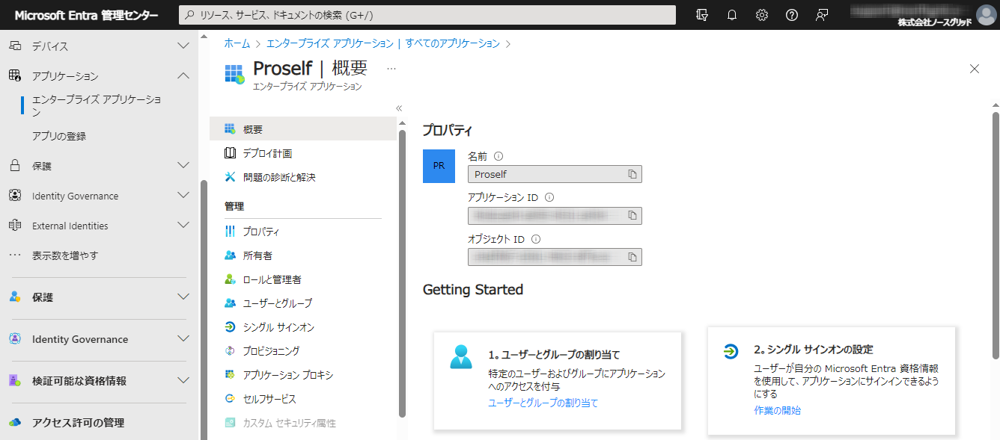 Microsoft Entra 管理センター
リソース、サービス、ドキュメントの検索 (G+/)
株式会社ノースグリッド
デバイス
アプリケーション
エンタープライズ アプリケーショ
ン
アプリの登録
保護
Identity Governance
External Identities
表示数を増やす
保護
Identity Governance
検証可能な資格情報
アクセス許可の管理
ホーム > エンタープライズ アプリケーション | すべてのアプリケーション >
Proself | 概要 …
エンタープライズ アプリケーション
«
概要
デプロイ計画
問題の診断と解決
管理
プロパティ
所有者
ロールと管理者
ユーザーとグループ
シングル サインオン
プロビジョニング
アプリケーション プロキシ
セルフサービス
カスタム セキュリティ属性
プロパティ
PR
名前
Proself
アプリケーション ID
オブジェクト ID
Getting Started
1。ユーザーとグループの割り当て
特定のユーザーおよびグループにアプリケーション
へのアクセスを付与
ユーザーとグループの割り当て
2。シングル サインオンの設定
ユーザーが自分の Microsoft Entra 資格情報
を使用して、アプリケーションにサインインできるよう
にする
作業の開始